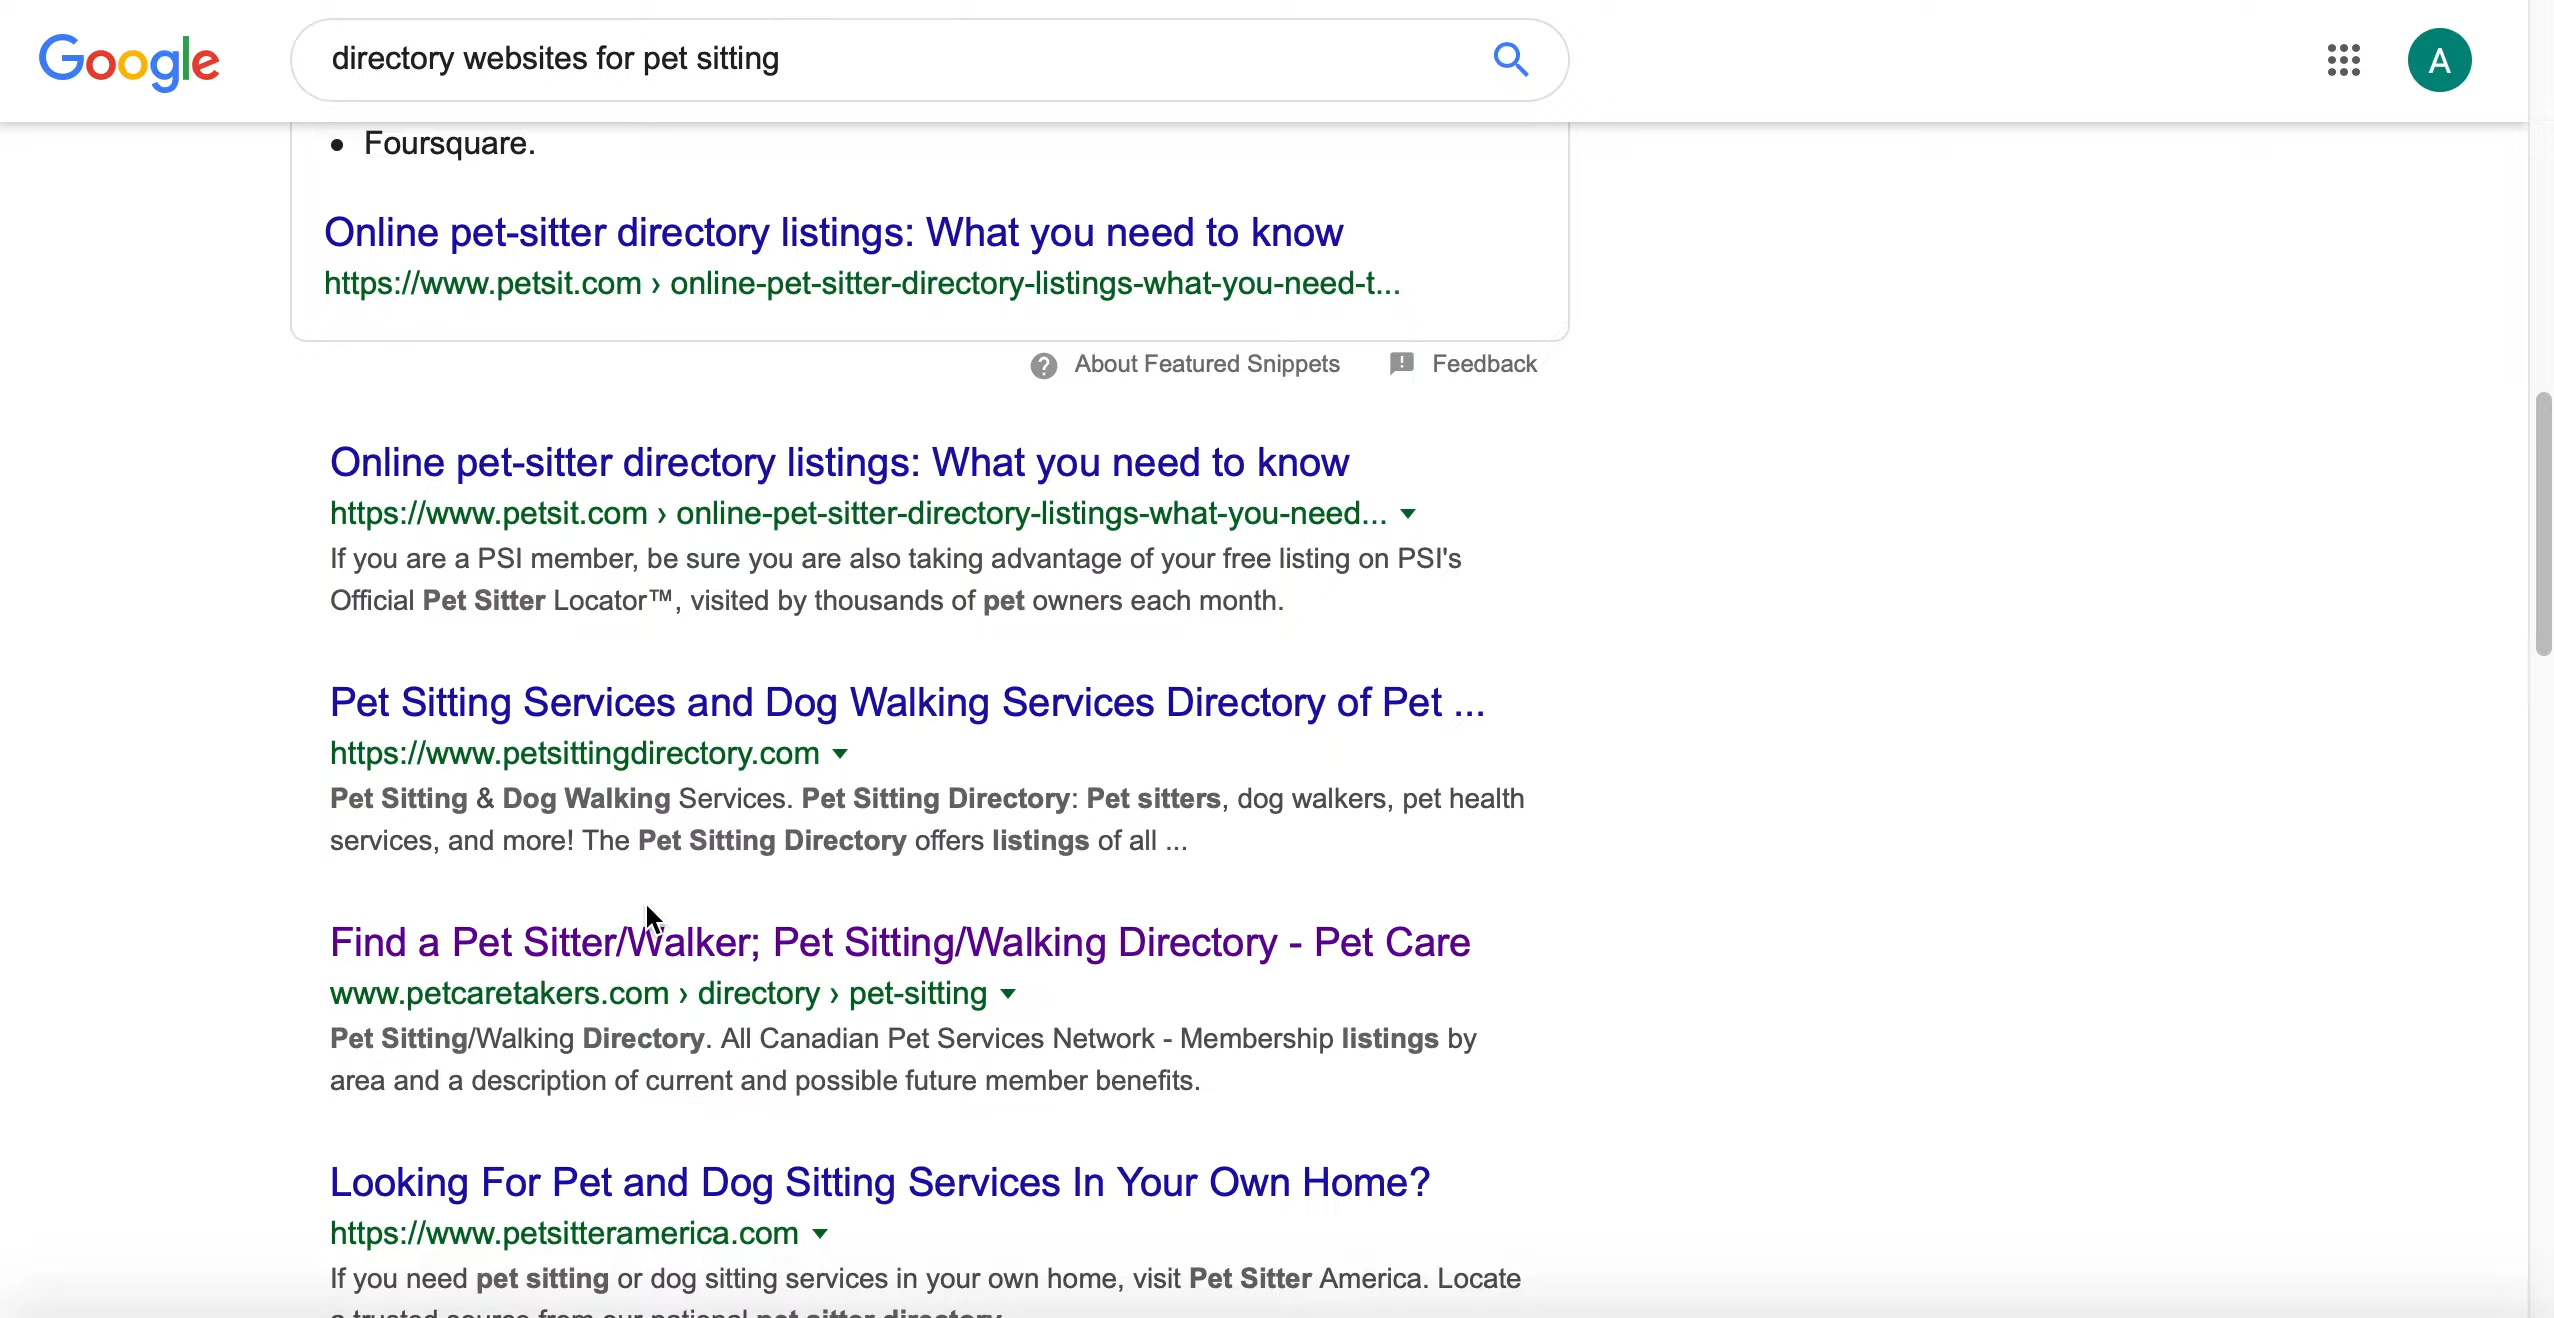 Google
directory websites for pet sitting
A
• Foursquare.
Online pet-sitter directory listings: What you need to know
https://www.petsit.com › online-pet-sitter-directory-listings-what-you-need-t...
About Featured Snippets
Feedback
Online pet-sitter directory listings: What you need to know
https://www.petsit.com › online-pet-sitter-directory-listings-what-you-need...
If you are a PSI member, be sure you are also taking advantage of your free listing on PSI's
Official Pet Sitter Locator™, visited by thousands of pet owners each month.
Pet Sitting Services and Dog Walking Services Directory of Pet ...
https://www.petsittingdirectory.com
Pet Sitting & Dog Walking Services. Pet Sitting Directory: Pet sitters, dog walkers, pet health
services, and more! The Pet Sitting Directory offers listings of all ...
Find a Pet Sitter/Walker; Pet Sitting/Walking Directory - Pet Care
www.petcaretakers.com › directory › pet-sitting
Pet Sitting/Walking Directory. All Canadian Pet Services Network - Membership listings by
area and a description of current and possible future member benefits.
Looking For Pet and Dog Sitting Services In Your Own Home?
https://www.petsitteramerica.com
If you need pet sitting or dog sitting services in your own home, visit Pet Sitter America. Locate
a trusted source from our national pet sitter directory